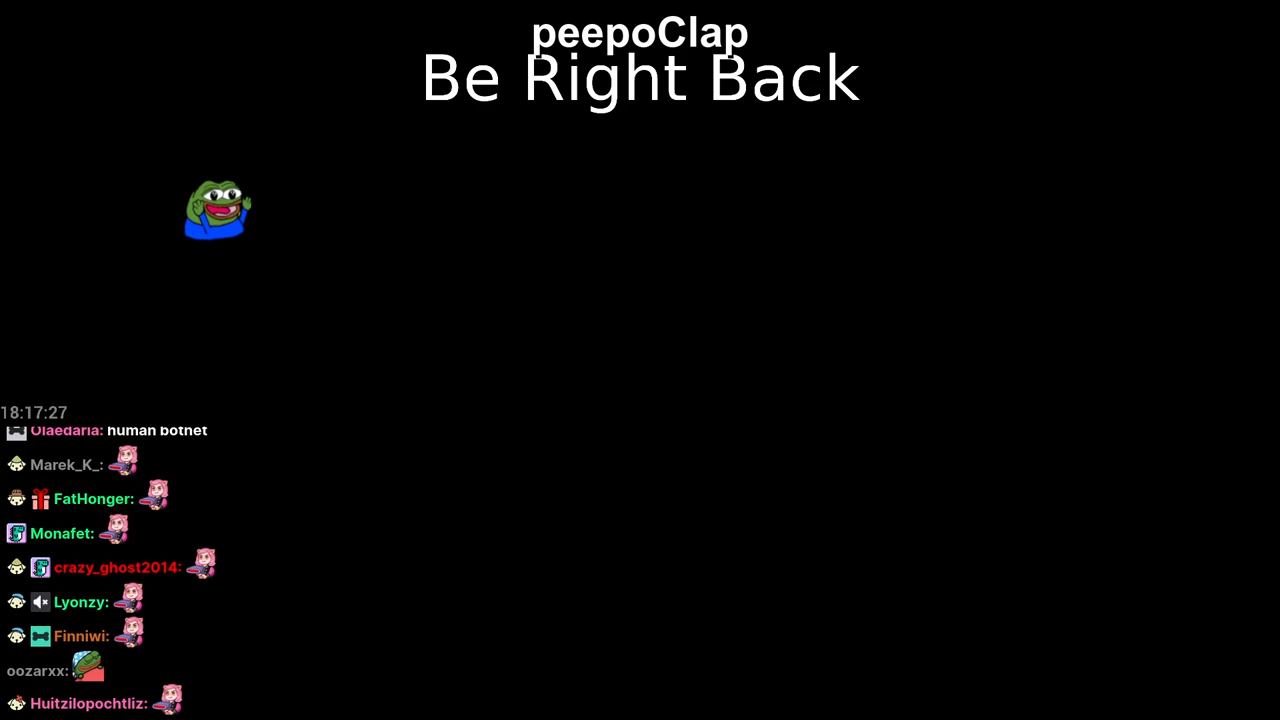 peepoClap
Be Right Back
18:17:27
Olaedaria: human botnet
Marek_K_:
FatHonger:
Monafet:
crazy_ghost2014:
Lyonzy:
Finniwi:
oozarxx:
Huitzilopochtliz: